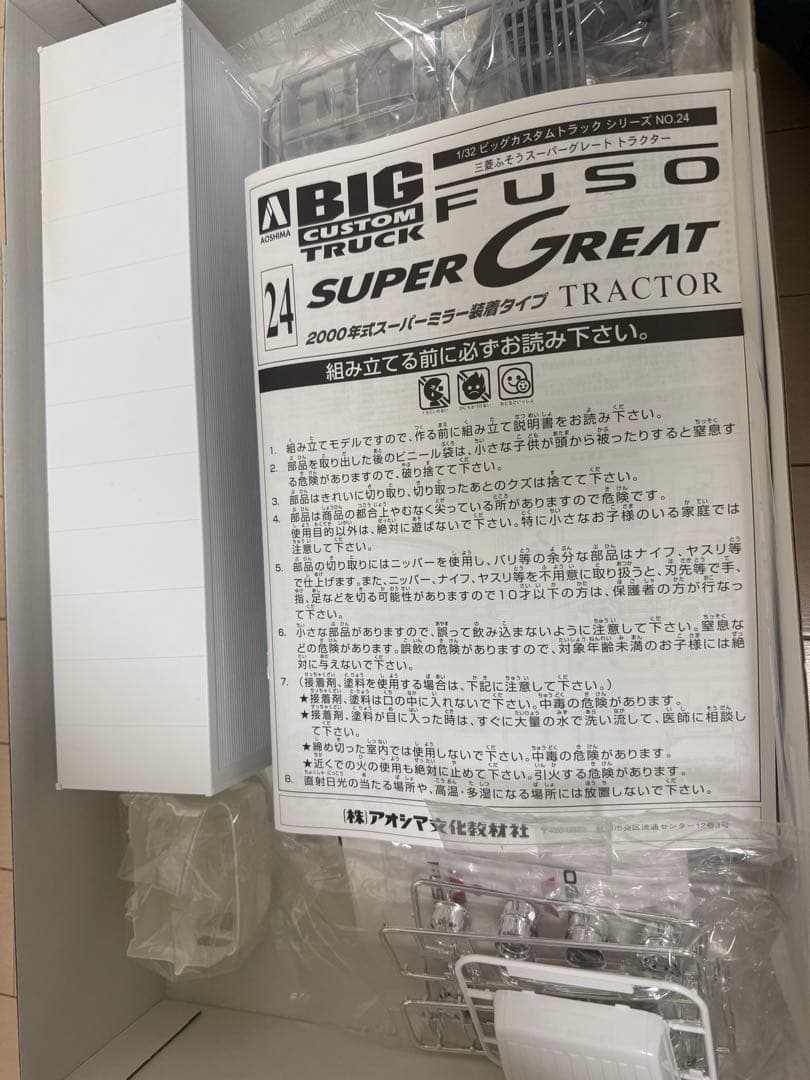 1/32 ビッグカスタムトラック シリーズ NO.24
三菱ふそうスーパーグレート トラクター
AOSHIMA
BIG
CUSTOM
TRUCK
FUSO
24
SUPER GREAT
2000年式スーパーミラー装着タイプ TRACTOR
組み立てる前に必ずお読み下さい。
1. 組み立てモデルですので、作る前に組み立て説明書をお読み下さい。
2. 部品を取り出した後のビニール袋は、小さな子供が頭から被ったりすると窒息す
る危険がありますので、破り捨てて下さい。
3. 部品はきれいに切り取り、切り取ったあとのクズは捨てて下さい。
4. 部品は商品の都合上やむなく尖っている所がありますので危険です。
使用目的以外は、絶対に遊ばないで下さい。特に小さなお子様のいる家庭では
注意して下さい。
5. 部品の切り取りにはニッパーを使用し、バリ等の余分な部品はナイフ、ヤスリ等
で仕上げます。また、ニッパー、ナイフ、ヤスリ等を不用意に取り扱うと、刃先等で手、
指、足などを切る可能性がありますので10才以下の方は、保護者の方が行なっ
て下さい。
6. 小さな部品がありますので、誤って飲み込まないように注意して下さい。窒息な
どの危険があります。誤飲の危険がありますので、対象年齢未満のお子様には絶
対に与えないで下さい。
7. (接着剤、塗料を使用する場合は、下記に注意して下さい。)
★接着剤、塗料は口の中に入れないで下さい。中毒の危険があります。
★接着剤、塗料が目に入った時は、すぐに大量の水で洗い流して、医師に相談し
て下さい。
★締め切った室内では使用しないで下さい。中毒の危険があります。
★近くでの火の使用も絶対に止めて下さい。引火する危険があります。
8. 直射日光の当たる場所や、高温・多湿になる場所には放置しないで下さい。
(株)アオシマ文化教材社
流通センター12番3号